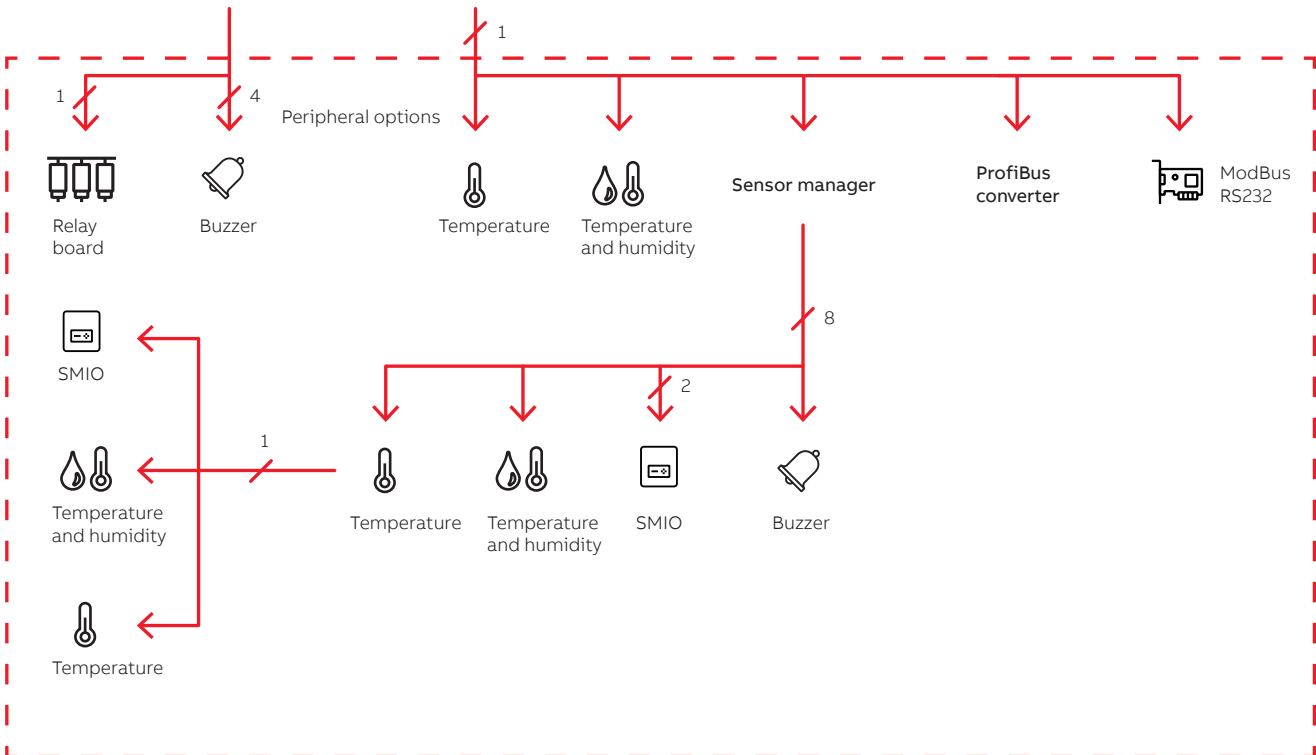 1
1
4
Peripheral options
Relay
board
Buzzer
Temperature
Temperature
and humidity
Sensor manager
ProfiBus
converter
ModBus
RS232
8
SMIO
2
1
Temperature
and humidity
Temperature
Temperature
and humidity
SMIO
Buzzer
Temperature